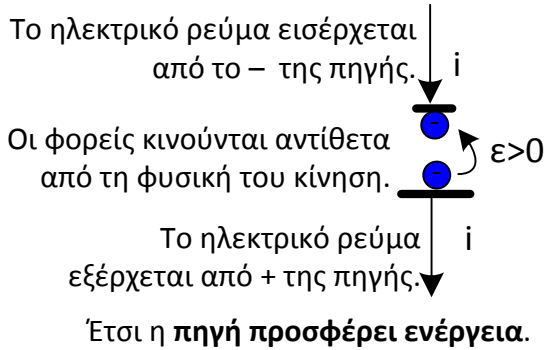 Το ηλεκτρικό ρεύμα εισέρχεται
από το – της πηγής.
i
Οι φορείς κινούνται αντίθετα
από τη φυσική του κίνηση.
-
-
ε>0
Το ηλεκτρικό ρεύμα
εξέρχεται από + της πηγής.
i
Έτσι η πηγή προσφέρει ενέργεια.